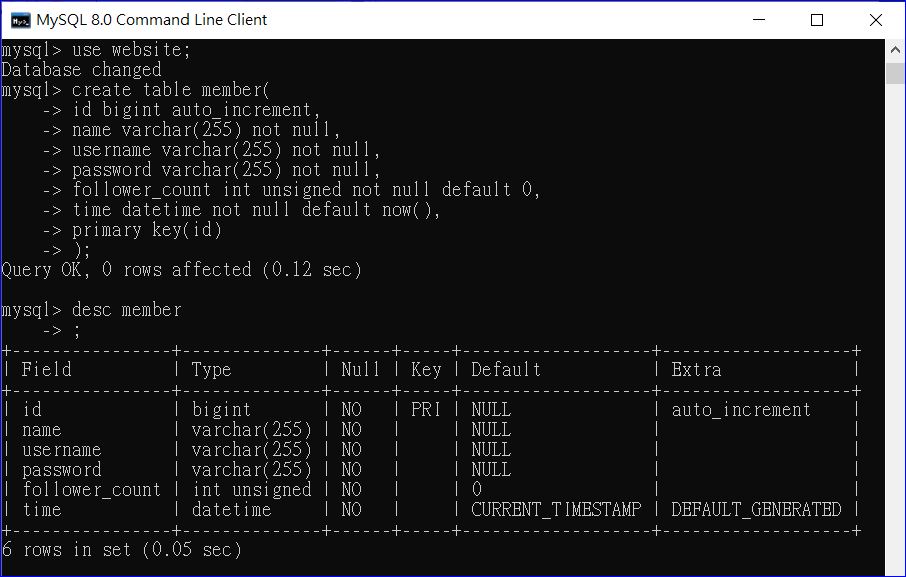 MySQL 8.0 Command Line Client
mysql> use website;
Database changed
mysql> create table member(
    -> id bigint auto_increment,
    -> name varchar(255) not null,
    -> username varchar(255) not null,
    -> password varchar(255) not null,
    -> follower_count int unsigned not null default 0,
    -> time datetime not null default now(),
    -> primary key(id)
    -> );
Query OK, 0 rows affected (0.12 sec)

mysql> desc member
    -> ;
+----------------+--------------+------+-----+-------------------+-------------------+
| Field          | Type         | Null | Key | Default           | Extra             |
+----------------+--------------+------+-----+-------------------+-------------------+
| id             | bigint       | NO   | PRI | NULL              | auto_increment    |
| name           | varchar(255) | NO   |     | NULL              |                   |
| username       | varchar(255) | NO   |     | NULL              |                   |
| password       | varchar(255) | NO   |     | NULL              |                   |
| follower_count | int unsigned | NO   |     | 0                 |                   |
| time           | datetime     | NO   |     | CURRENT_TIMESTAMP | DEFAULT_GENERATED |
+----------------+--------------+------+-----+-------------------+-------------------+
6 rows in set (0.05 sec)